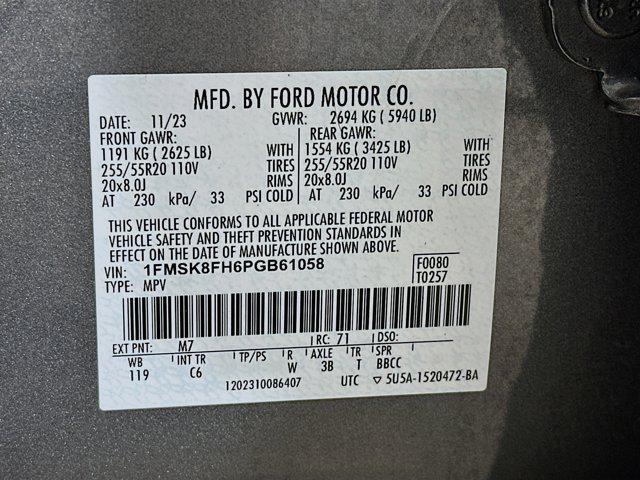 MFD. BY FORD MOTOR CO.
DATE: 11/23 GVWR: 2694 KG ( 5940 LB)
FRONT GAWR: REAR GAWR:
1191 KG ( 2625 LB) WITH 1554 KG ( 3425 LB) WITH
255/55R20 110V TIRES 255/55R20 110V TIRES
20x8.0J RIMS 20x8.0J RIMS
AT 230 kPa/ 33 PSI COLD AT 230 kPa/ 33 PSI COLD
THIS VEHICLE CONFORMS TO ALL APPLICABLE FEDERAL MOTOR
VEHICLE SAFETY AND THEFT PREVENTION STANDARDS IN
EFFECT ON THE DATE OF MANUFACTURE SHOWN ABOVE.
VIN: 1FMSK8FH6PGB61058 F0080
TYPE: MPV T0257
EXT PNT: M7 RC: 71 DSO:
WB INT TR TP/PS R AXLE TR SPR
119 C6 W 3B T BBCC
1202310086407 UTC ▽ 5U5A-1520472-BA